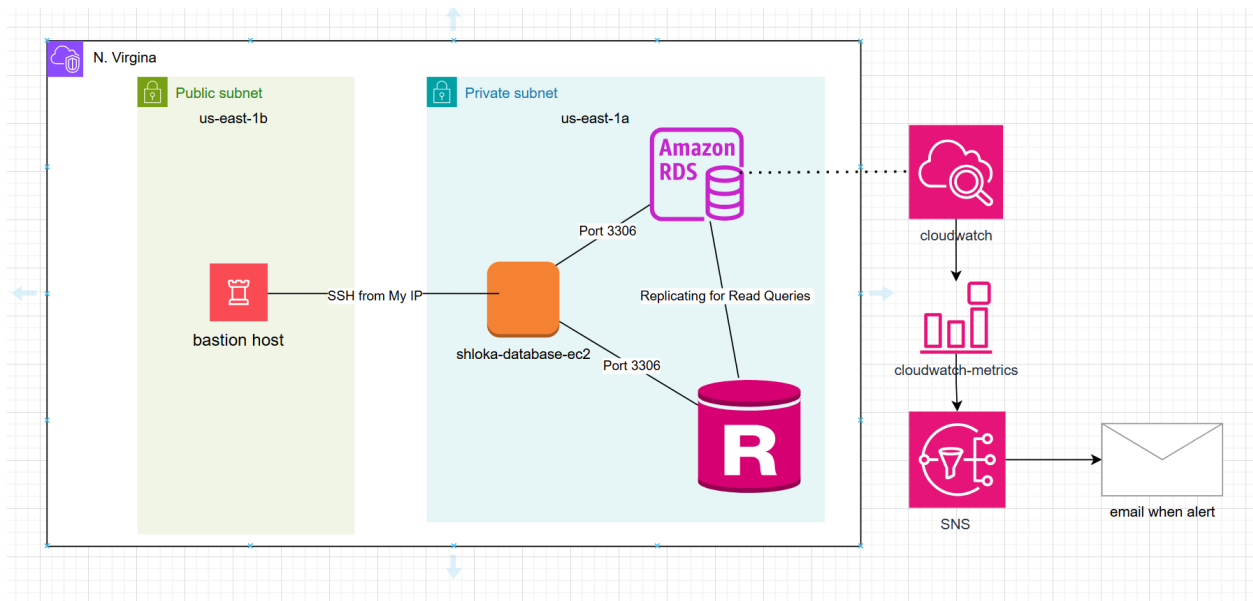 N. Virgina
Public subnet
us-east-1b
Private subnet
us-east-1a
Amazon
RDS
Port 3306
cloudwatch
SSH from My IP
Replicating for Read Queries
bastion host
shloka-database-ec2
Port 3306
cloudwatch-metrics
R
SNS
email when alert